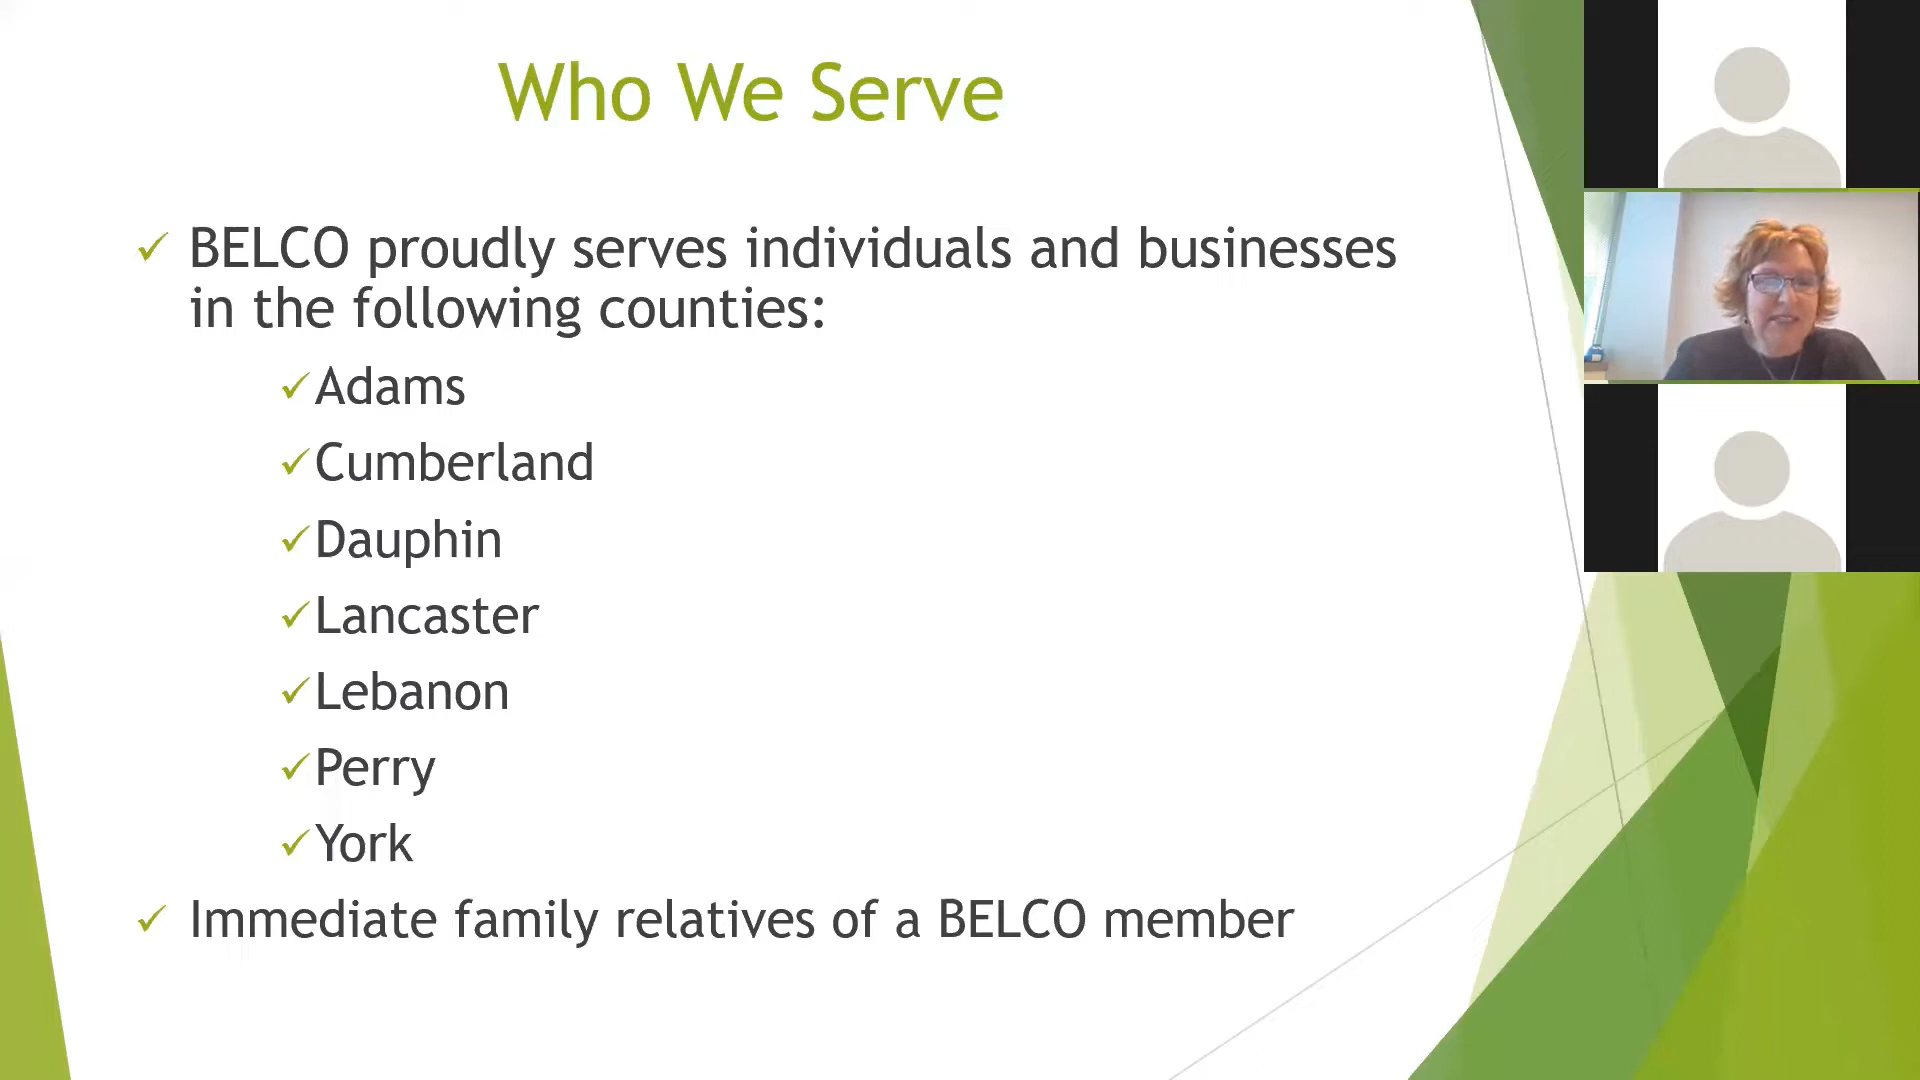 Who We Serve
BELCO proudly serves individuals and businesses
in the following counties:
Adams
Cumberland
Dauphin
Lancaster
Lebanon
Perry
York
Immediate family relatives of a BELCO member